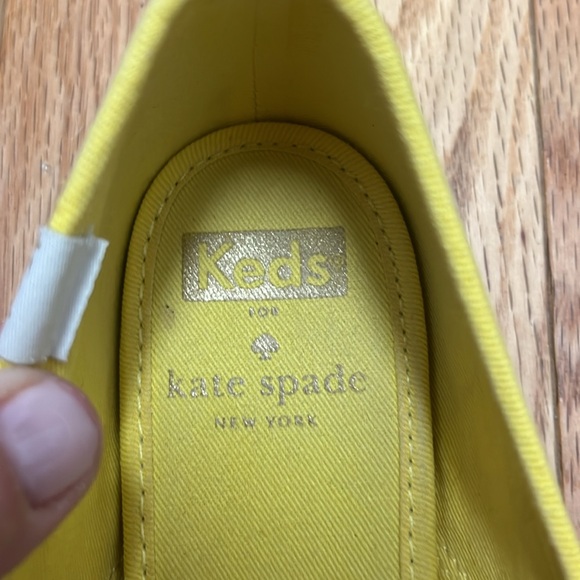 Keds
FOR
kate spade
NEW YORK